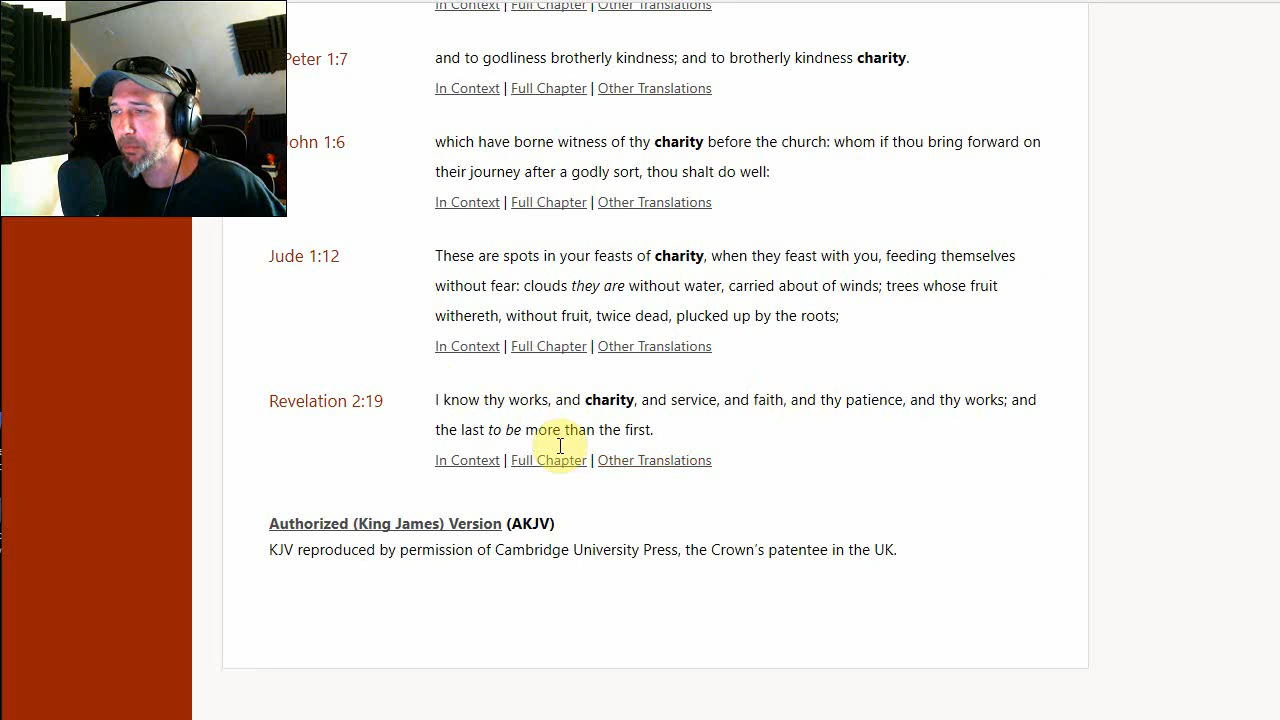 In Context | Full Chapter | Other Translations
Peter 1:7
and to godliness brotherly kindness; and to brotherly kindness charity.
In Context | Full Chapter | Other Translations
ohn 1:6
which have borne witness of thy charity before the church: whom if thou bring forward on
their journey after a godly sort, thou shalt do well:
In Context | Full Chapter | Other Translations
Jude 1:12
These are spots in your feasts of charity, when they feast with you, feeding themselves
without fear: clouds they are without water, carried about of winds; trees whose fruit
withereth, without fruit, twice dead, plucked up by the roots;
In Context | Full Chapter | Other Translations
Revelation 2:19
I know thy works, and charity, and service, and faith, and thy patience, and thy works; and
the last to be more than the first.
In Context | Full Chapter | Other Translations
Authorized (King James) Version (AKJV)
KJV reproduced by permission of Cambridge University Press, the Crown’s patentee in the UK.